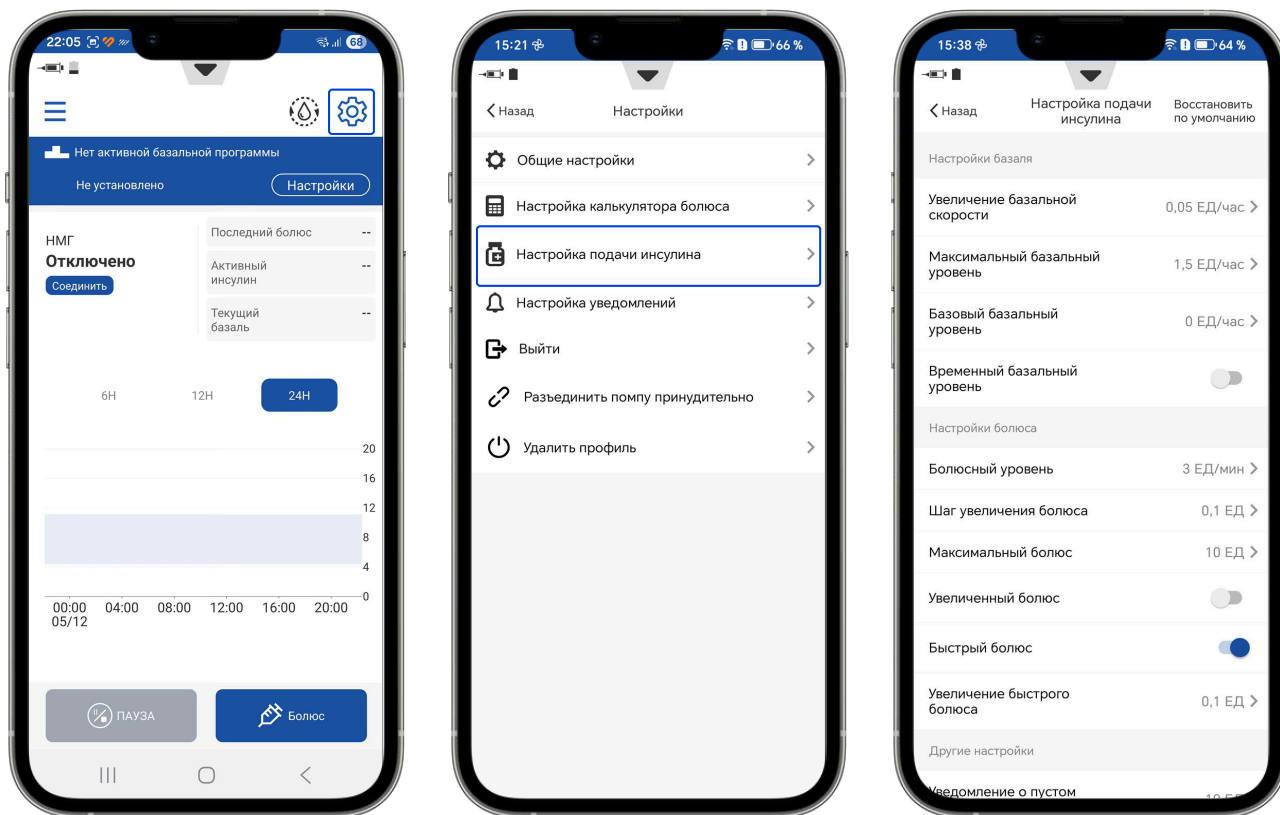 22:05
68
Нет активной базальной программы
Не установлено
Настройки
НМГ
Отключено
Соединить
Последний болюс
--
Активный
инсулин
--
Текущий
базаль
--
6H
12H
24H
20
16
12
8
4
0
00:00 04:00 08:00 12:00 16:00 20:00
05/12
ПАУЗА
Болюс
15:21
66 %
Назад
Настройки
Общие настройки
Настройка калькулятора болюса
Настройка подачи инсулина
Настройка уведомлений
Выйти
Разъединить помпу принудительно
Удалить профиль
15:38
64 %
Назад
Настройка подачи
инсулина
Восстановить
по умолчанию
Настройки базаля
Увеличение базальной
скорости
0,05 ЕД/час
Максимальный базальный
уровень
1,5 ЕД/час
Базовый базальный
уровень
0 ЕД/час
Временный базальный
уровень
Настройки болюса
Болюсный уровень
3 ЕД/мин
Шаг увеличения болюса
0,1 ЕД
Максимальный болюс
10 ЕД
Увеличенный болюс
Быстрый болюс
Увеличение быстрого
болюса
0,1 ЕД
Другие настройки
Уведомление о пустом